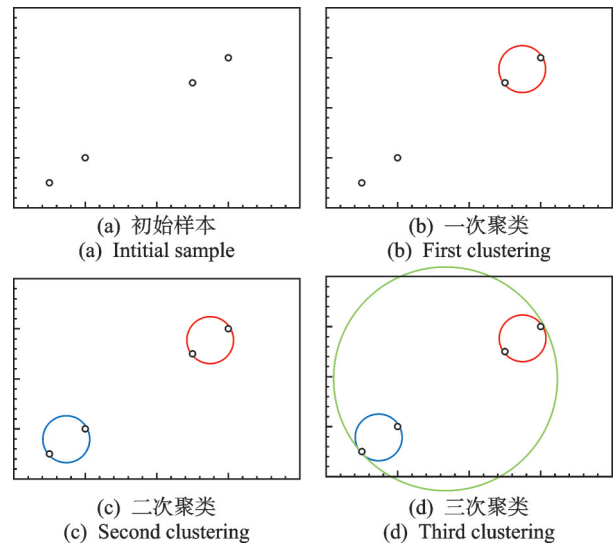 (a) 初始样本
(a) Intitial sample
(b) 一次聚类
(b) First clustering
(c) 二次聚类
(c) Second clustering
(d) 三次聚类
(d) Third clustering